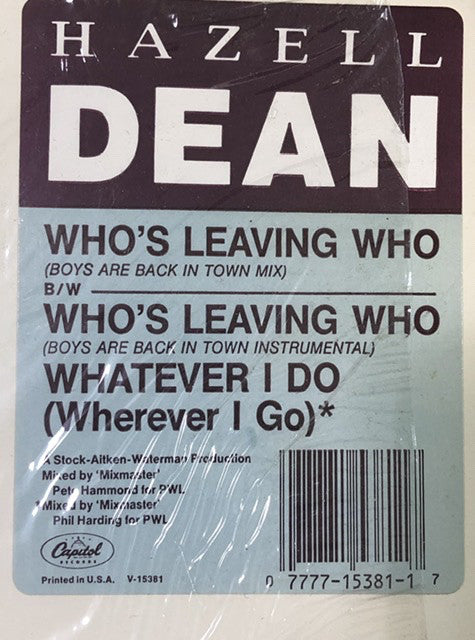 HAZELL
DEAN
WHO'S LEAVING WHO
(BOYS ARE BACK IN TOWN MIX)
B/W
WHO'S LEAVING WHO
(BOYS ARE BACK IN TOWN INSTRUMENTAL)
WHATEVER I DO
(Wherever I Go)*
A Stock-Aitken-Waterman Production
Mixed by 'Mixmaster'
Pete Hammond for PWL
*Mixed by 'Mixmaster'
Phil Harding for PWL
Capitol
RECORDS
Printed in U.S.A. V-15381
0 7777-15381-1 7